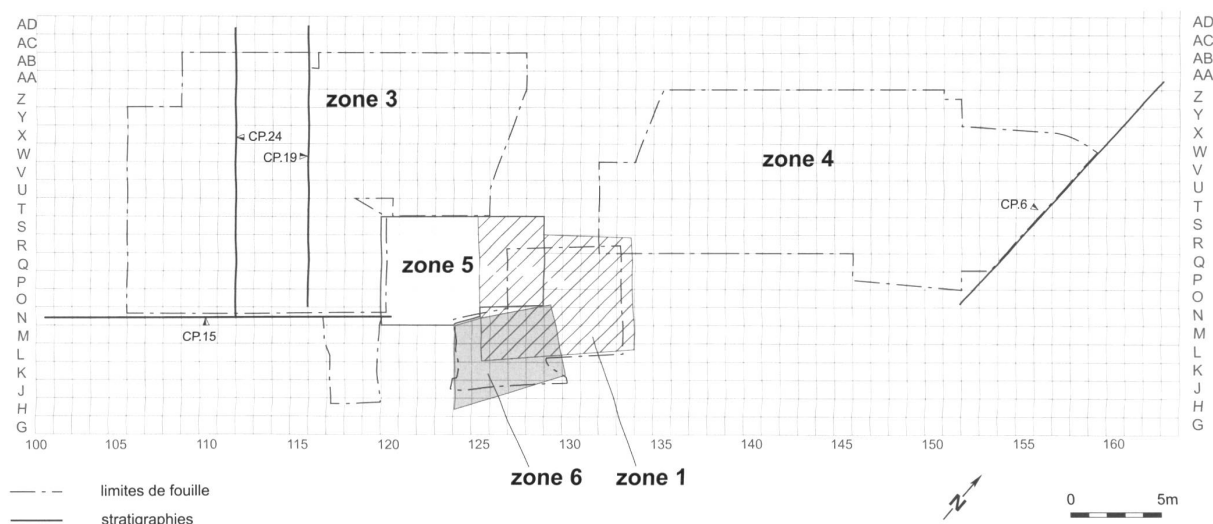 AD AD
AC AC
AB AB
AA AA
zone 3
Z Z
Y Y
CP.24
X X
CP.19
W W
zone 4
V V
U U
CP.6
T T
S S
R R
zone 5
Q Q
P P
O O
N N
CP.15
M M
L L
K K
J J
H H
G G
100 105 110 115 120 125 130 135 140 145 150 155 160
zone 6 zone 1
limites de fouille
N
0 5m
stratigraphies